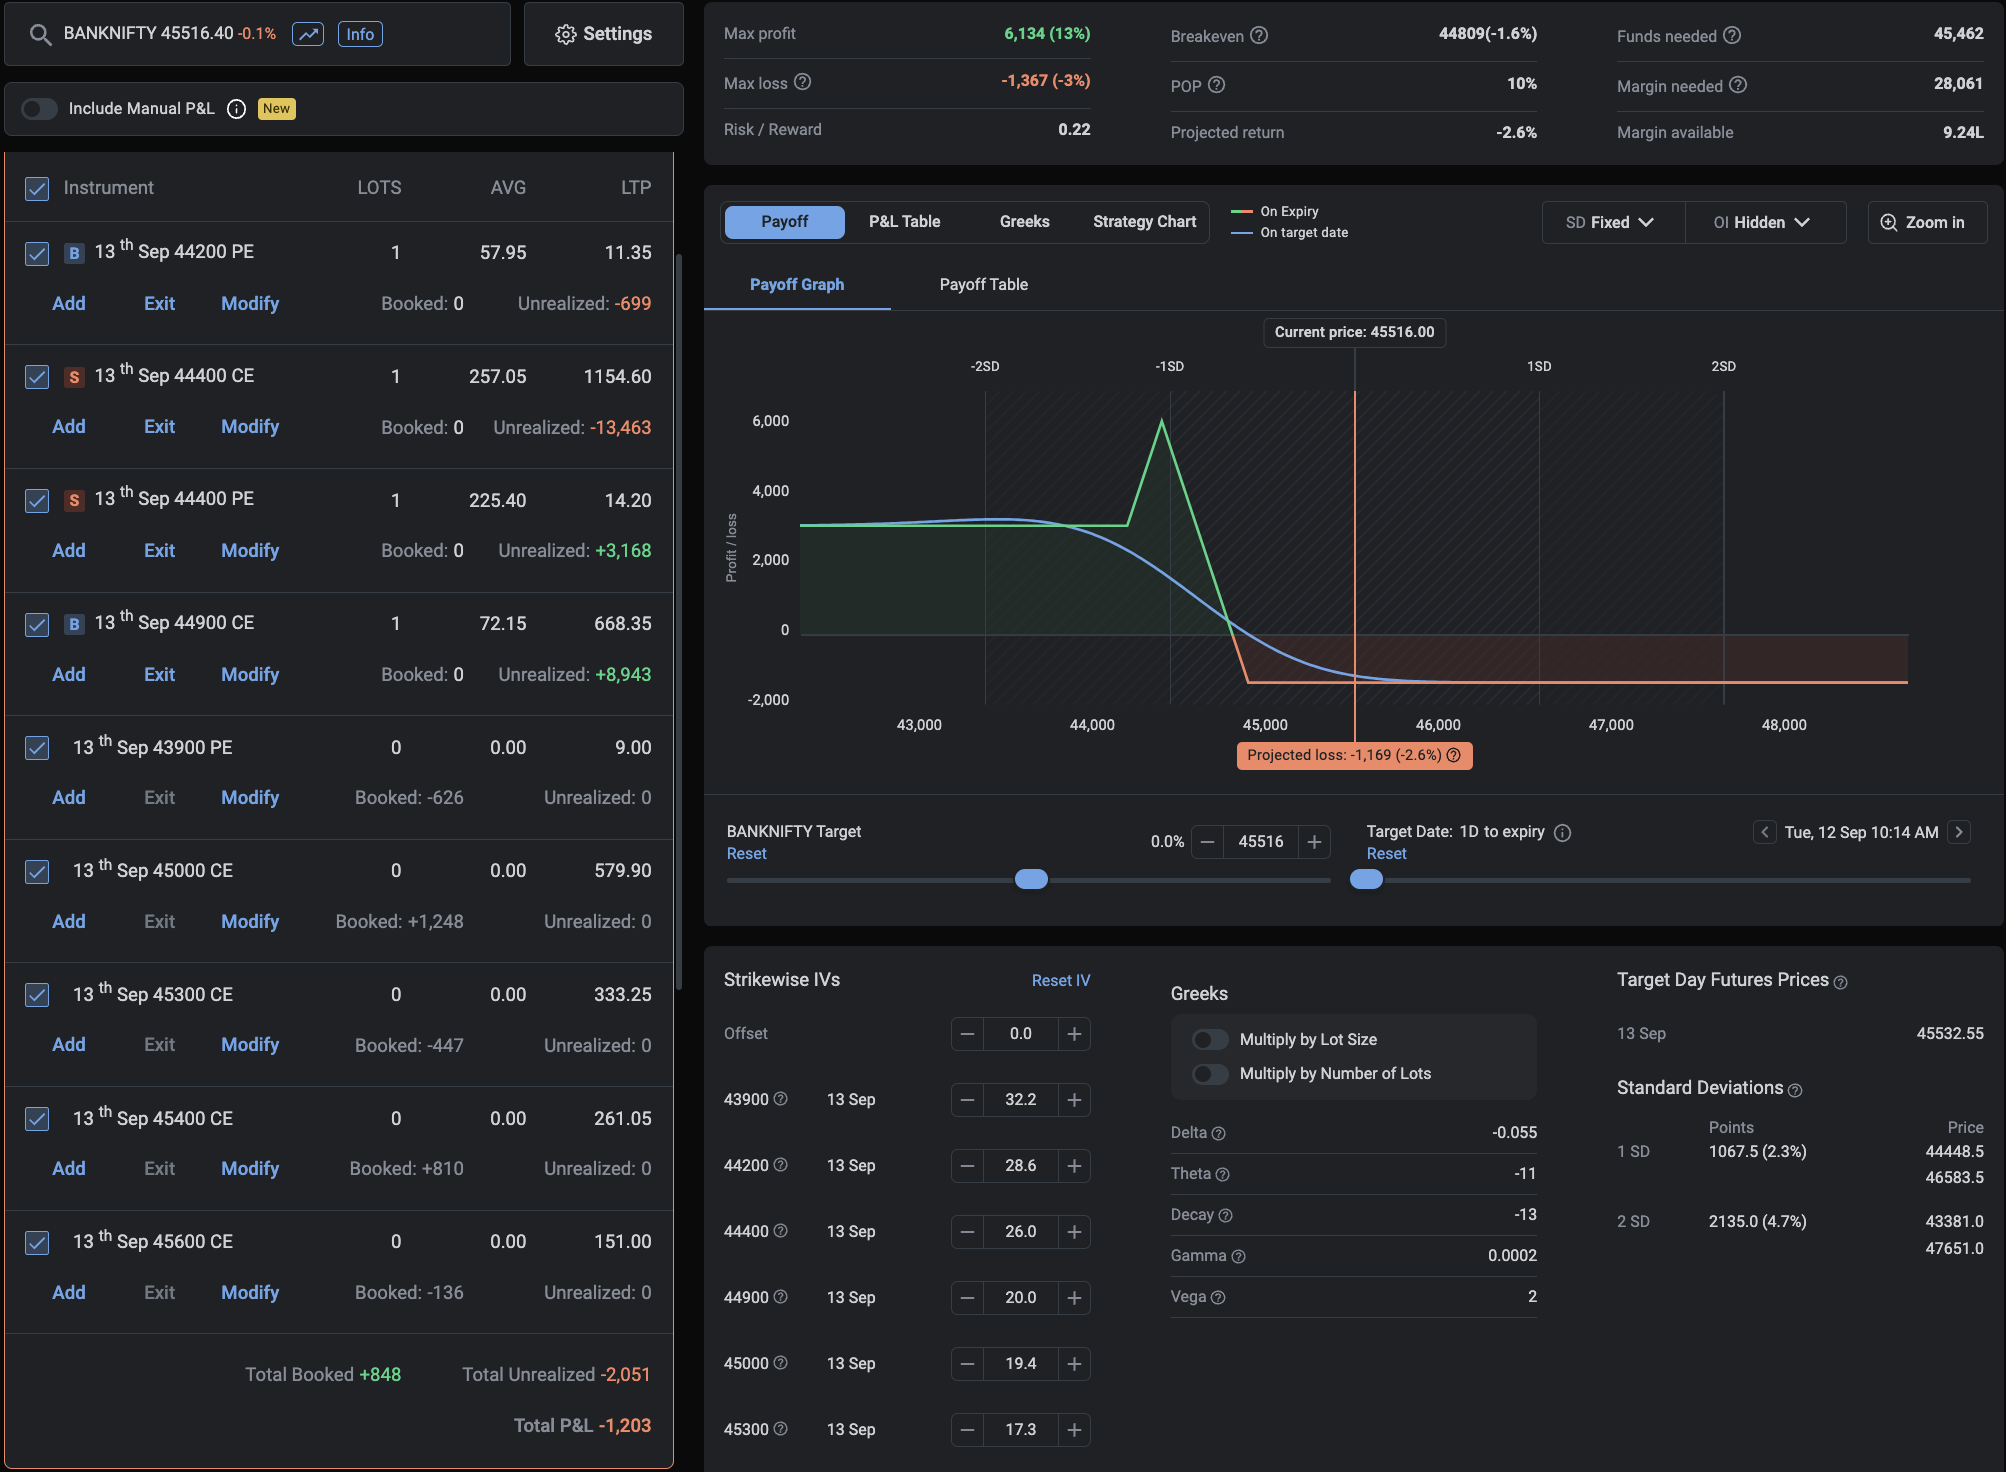 BANKNIFTY 45516.40 -0.1% Info
Settings
Include Manual P&L New
Instrument LOTS AVG LTP
B 13 th Sep 44200 PE 1 57.95 11.35
Add Exit Modify Booked: 0 Unrealized: -699
S 13 th Sep 44400 CE 1 257.05 1154.60
Add Exit Modify Booked: 0 Unrealized: -13,463
S 13 th Sep 44400 PE 1 225.40 14.20
Add Exit Modify Booked: 0 Unrealized: +3,168
B 13 th Sep 44900 CE 1 72.15 668.35
Add Exit Modify Booked: 0 Unrealized: +8,943
13 th Sep 43900 PE 0 0.00 9.00
Add Exit Modify Booked: -626 Unrealized: 0
13 th Sep 45000 CE 0 0.00 579.90
Add Exit Modify Booked: +1,248 Unrealized: 0
13 th Sep 45300 CE 0 0.00 333.25
Add Exit Modify Booked: -447 Unrealized: 0
13 th Sep 45400 CE 0 0.00 261.05
Add Exit Modify Booked: +810 Unrealized: 0
13 th Sep 45600 CE 0 0.00 151.00
Add Exit Modify Booked: -136 Unrealized: 0
Total Booked +848 Total Unrealized -2,051
Total P&L -1,203
Max profit 6,134 (13%)
Max loss -1,367 (-3%)
Risk / Reward 0.22
Breakeven 44809(-1.6%)
POP 10%
Projected return -2.6%
Funds needed 45,462
Margin needed 28,061
Margin available 9.24L
Payoff P&L Table Greeks Strategy Chart
On Expiry
On target date
SD Fixed OI Hidden Zoom in
Payoff Graph Payoff Table
Current price: 45516.00
-2SD -1SD 1SD 2SD
Profit / loss
6,000
4,000
2,000
0
-2,000
43,000 44,000 45,000 46,000 47,000 48,000
Projected loss: -1,169 (-2.6%)
BANKNIFTY Target
Reset
0.0% 45516
Target Date: 1D to expiry
Reset
Tue, 12 Sep 10:14 AM
Strikewise IVs Reset IV
Offset 0.0
43900 13 Sep 32.2
44200 13 Sep 28.6
44400 13 Sep 26.0
44900 13 Sep 20.0
45000 13 Sep 19.4
45300 13 Sep 17.3
Greeks
Multiply by Lot Size
Multiply by Number of Lots
Delta -0.055
Theta -11
Decay -13
Gamma 0.0002
Vega 2
Target Day Futures Prices
13 Sep 45532.55
Standard Deviations
Points Price
1 SD 1067.5 (2.3%) 44448.5
46583.5
2 SD 2135.0 (4.7%) 43381.0
47651.0